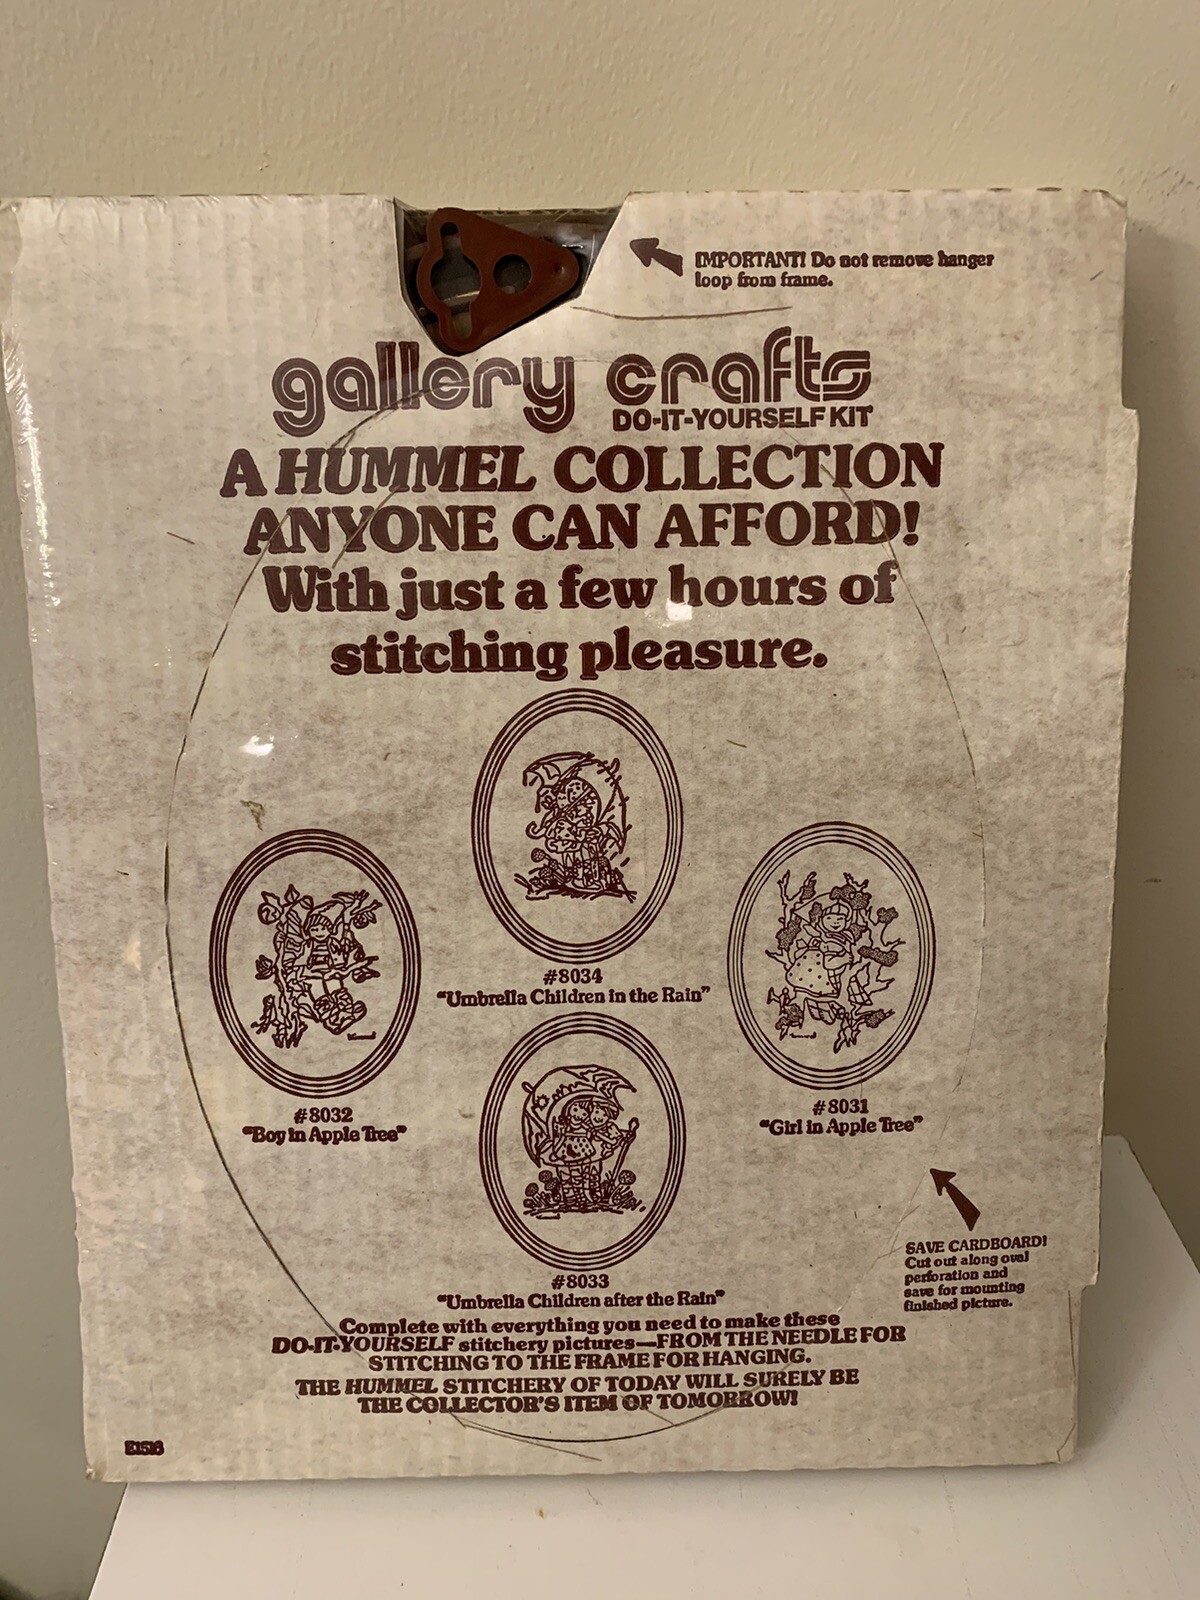 IMPORTANT! Do not remove hanger
loop from frame.
gallery crafts
DO-IT-YOURSELF KIT
A HUMMEL COLLECTION
ANYONE CAN AFFORD!
With just a few hours of
stitching pleasure.
#8034
"Umbrella Children in the Rain"
#8032
"Boy in Apple Tree"
#8031
"Girl in Apple Tree"
#8033
"Umbrella Children after the Rain"
SAVE CARDBOARD!
Cut out along oval
perforation and
save for mounting
finished picture.
Complete with everything you need to make these
DO-IT-YOURSELF stitchery pictures—FROM THE NEEDLE FOR
STITCHING TO THE FRAME FOR HANGING.
THE HUMMEL STITCHERY OF TODAY WILL SURELY BE
THE COLLECTOR'S ITEM OF TOMORROW!